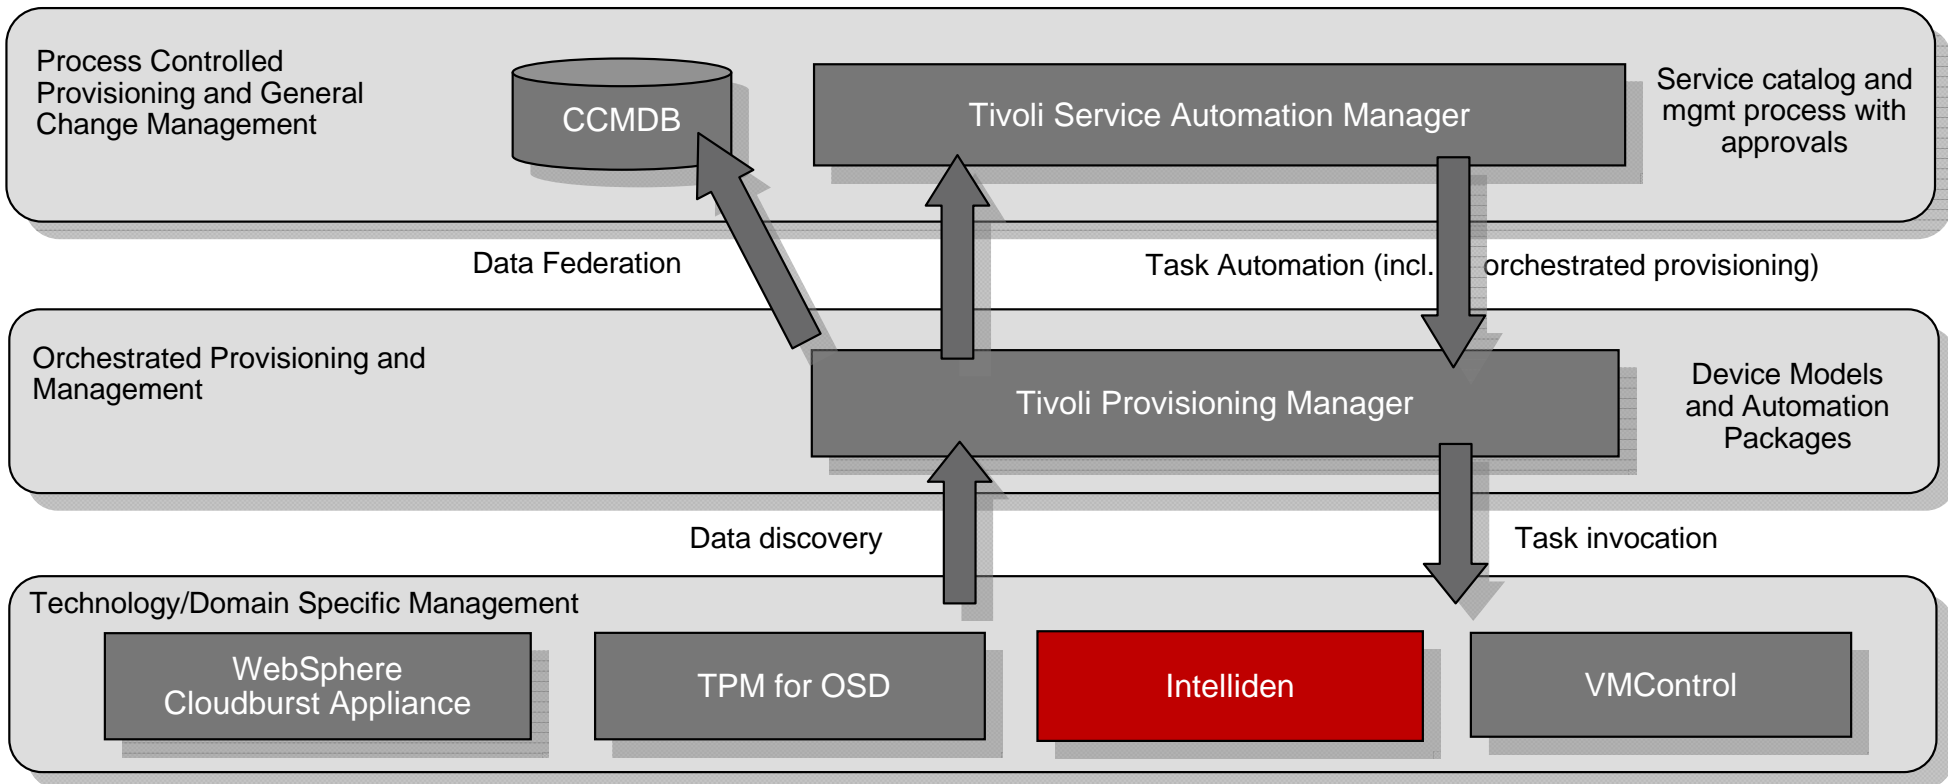 Process Controlled
Provisioning and General
Change Management
CCMDB
Tivoli Service Automation Manager
Service catalog and
mgmt process with
approvals
Data Federation
Task Automation (incl. orchestrated provisioning)
Orchestrated Provisioning and
Management
Tivoli Provisioning Manager
Device Models
and Automation
Packages
Data discovery
Task invocation
Technology/Domain Specific Management
WebSphere
Cloudburst Appliance
TPM for OSD
Intelliden
VMControl